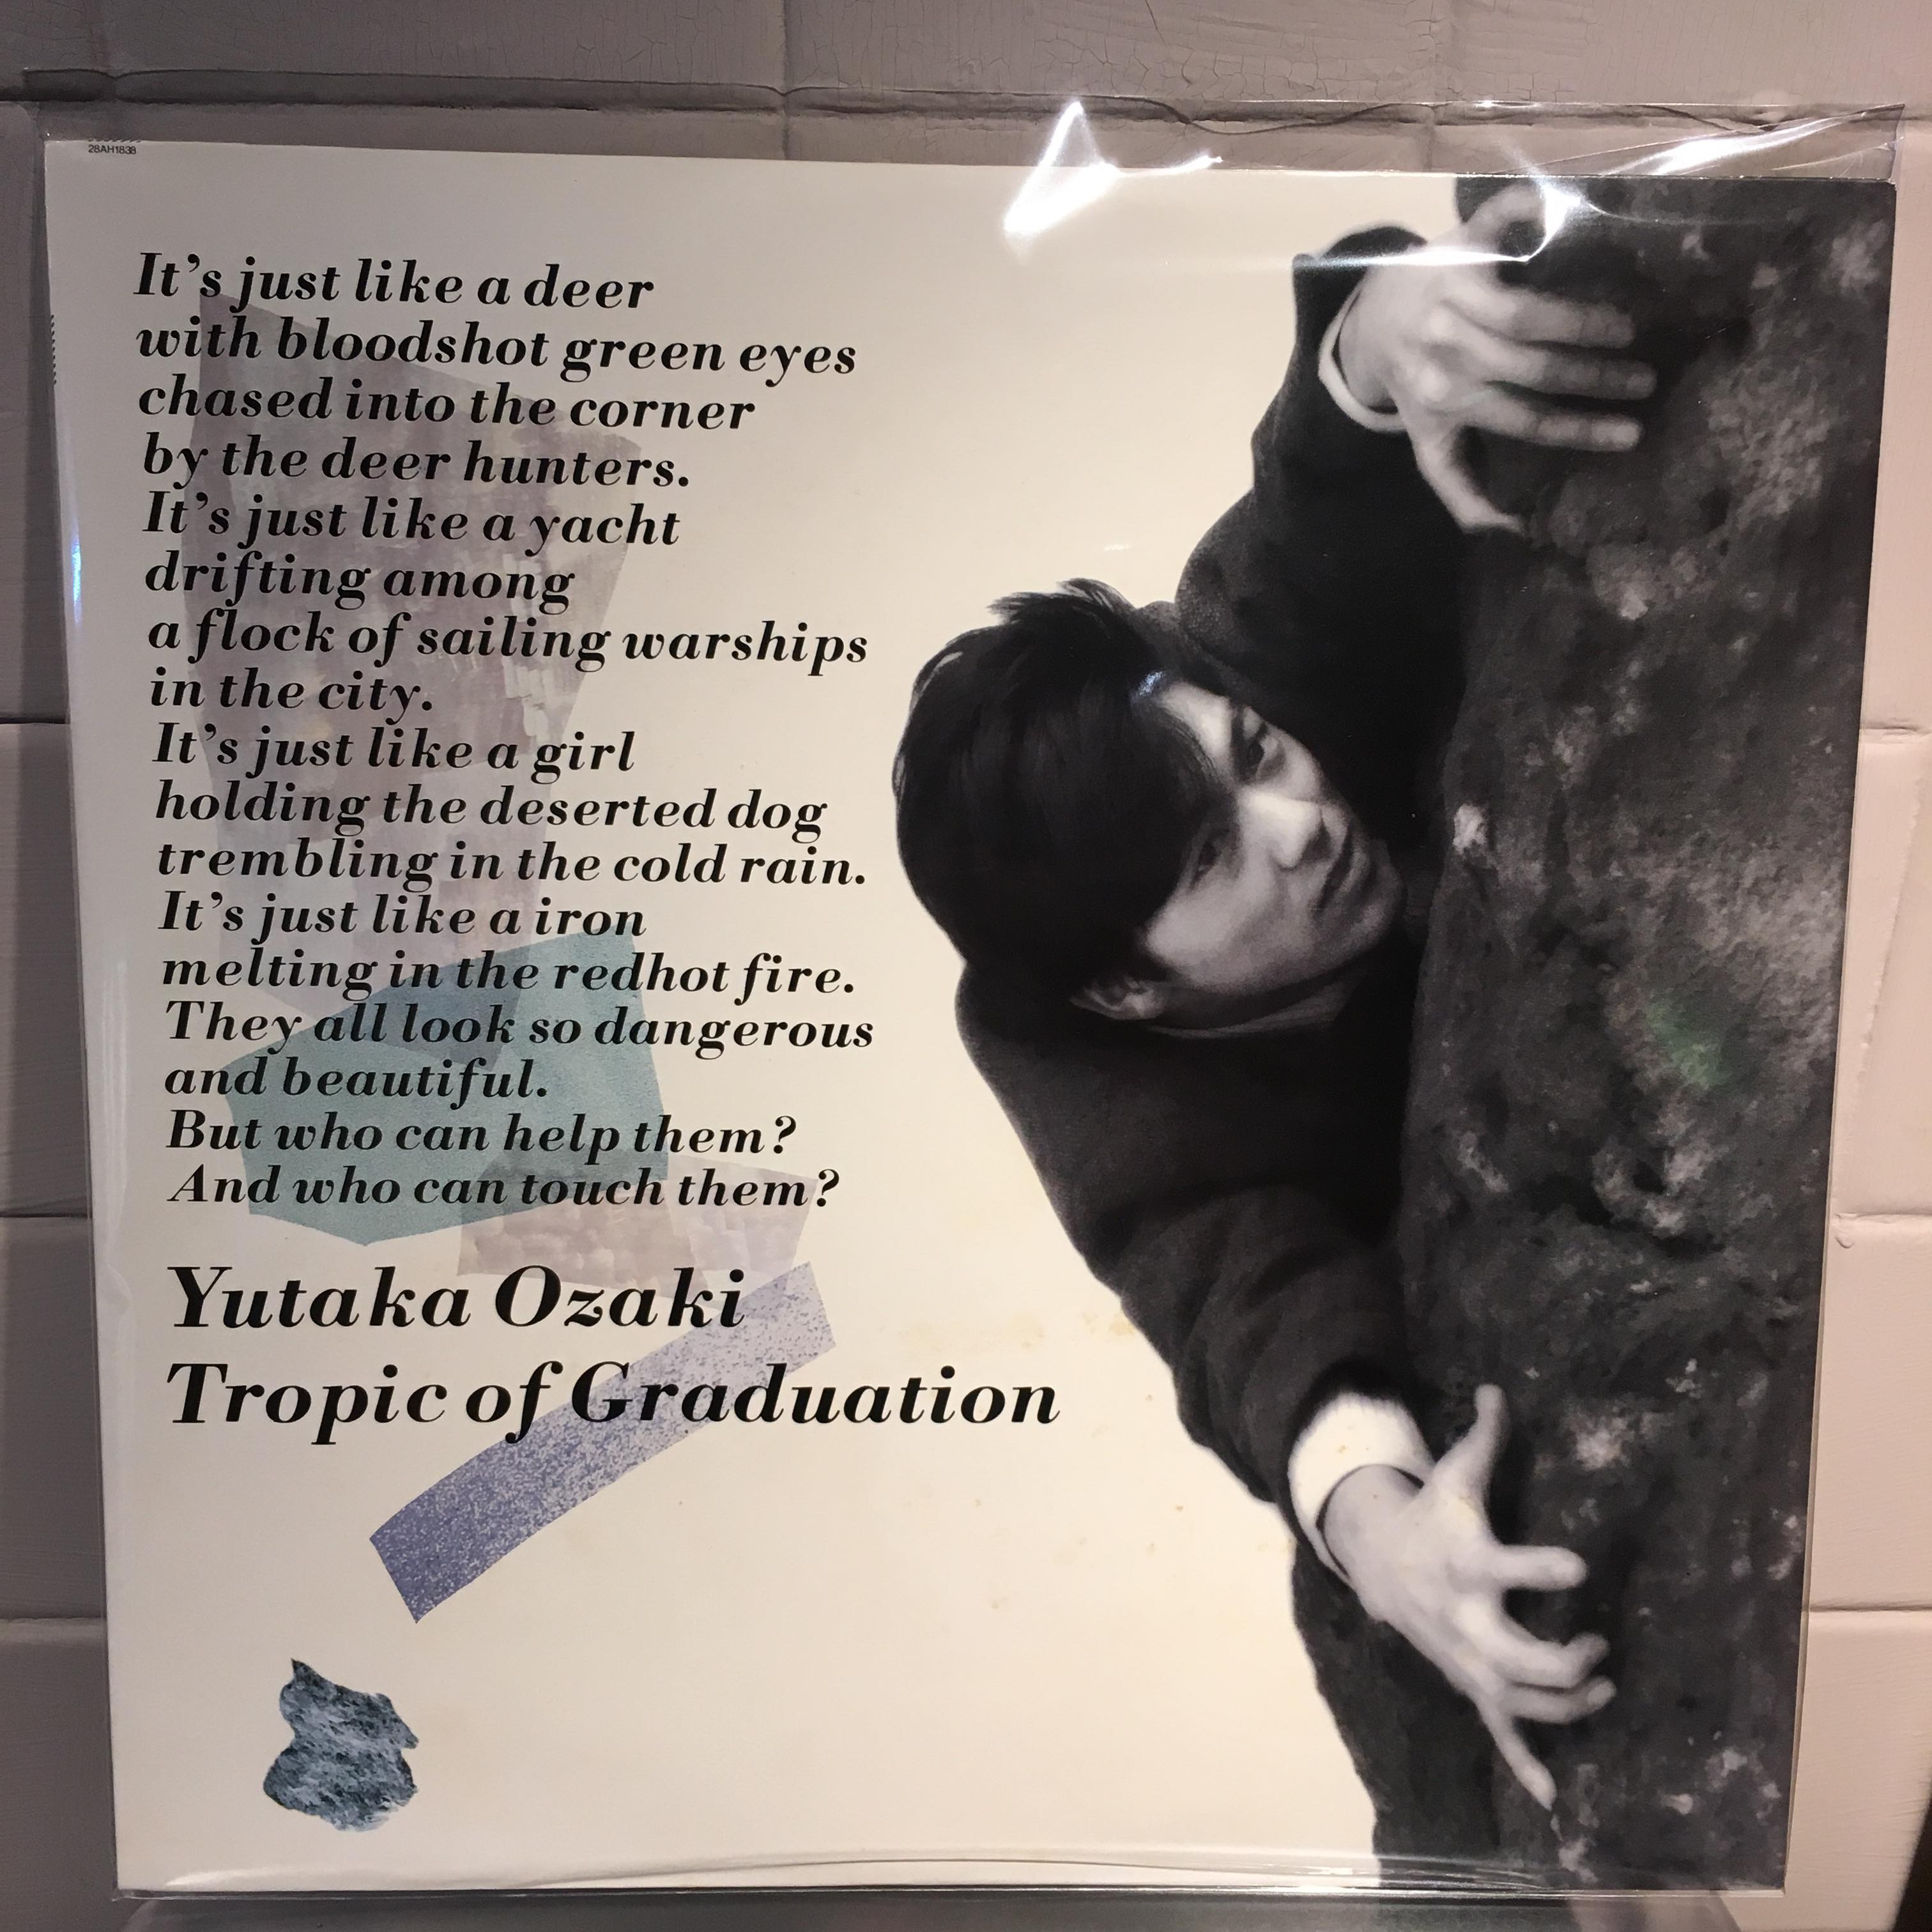 28AH1838
It's just like a deer
with bloodshot green eyes
chased into the corner
by the deer hunters.
It's just like a yacht
drifting among
a flock of sailing warships
in the city.
It's just like a girl
holding the deserted dog
trembling in the cold rain.
It's just like a iron
melting in the redhot fire.
They all look so dangerous
and beautiful.
But who can help them?
And who can touch them?
Yutaka Ozaki
Tropic of Graduation